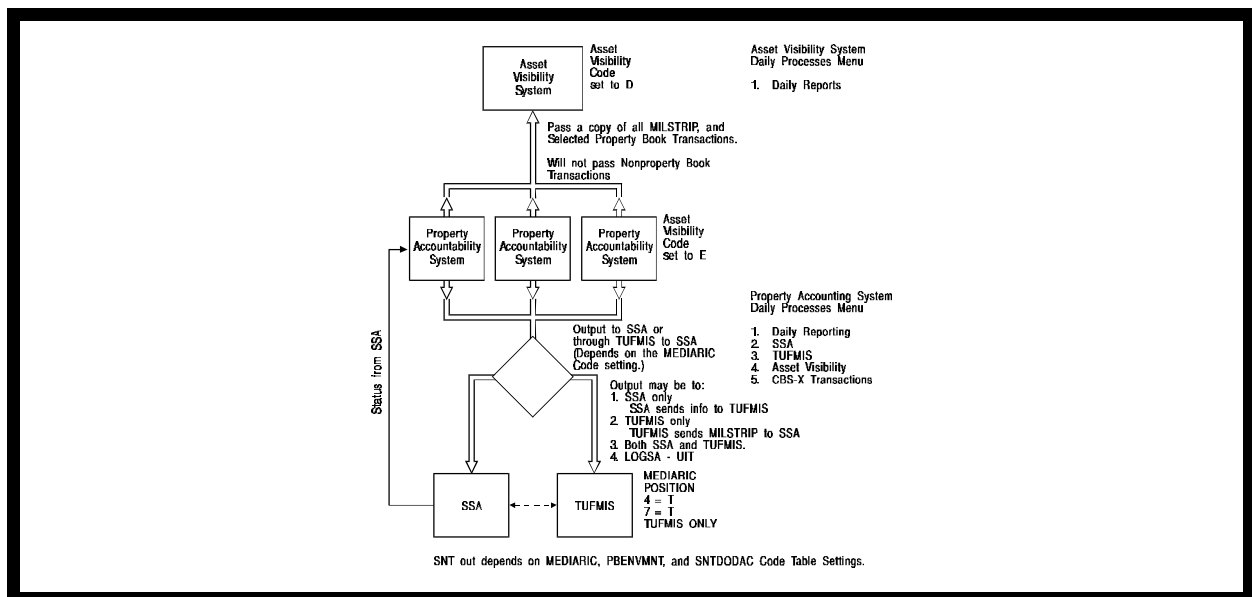 Asset
Visibility
System
Asset
Visibility
Code
set to D
Asset Visibility System
Daily Processes Menu
1. Daily Reports
Pass a copy of all MILSTRIP, and
Selected Property Book Transactions.
Will not pass Nonproperty Book
Transactions
Property
Accountability
System
Property
Accountability
System
Property
Accountability
System
Asset
Visibility
Code
set to E
Property Accounting System
Daily Processes Menu
1. Daily Reporting
2. SSA
3. TUFMIS
4. Asset Visibility
5. CBS-X Transactions
Output to SSA or
through TUFMIS to SSA
(Depends on the MEDIARIC
Code setting.)
Status from SSA
Output may be to:
1. SSA only
SSA sends info to TUFMIS
2. TUFMIS only
TUFMIS sends MILSTRIP to SSA
3. Both SSA and TUFMIS.
4. LOGSA - UIT
SSA
TUFMIS
MEDIARIC
POSITION
4 = T
7 = T
TUFMIS ONLY
SNT out depends on MEDIARIC, PBENVMNT, and SNTDODAC Code Table Settings.